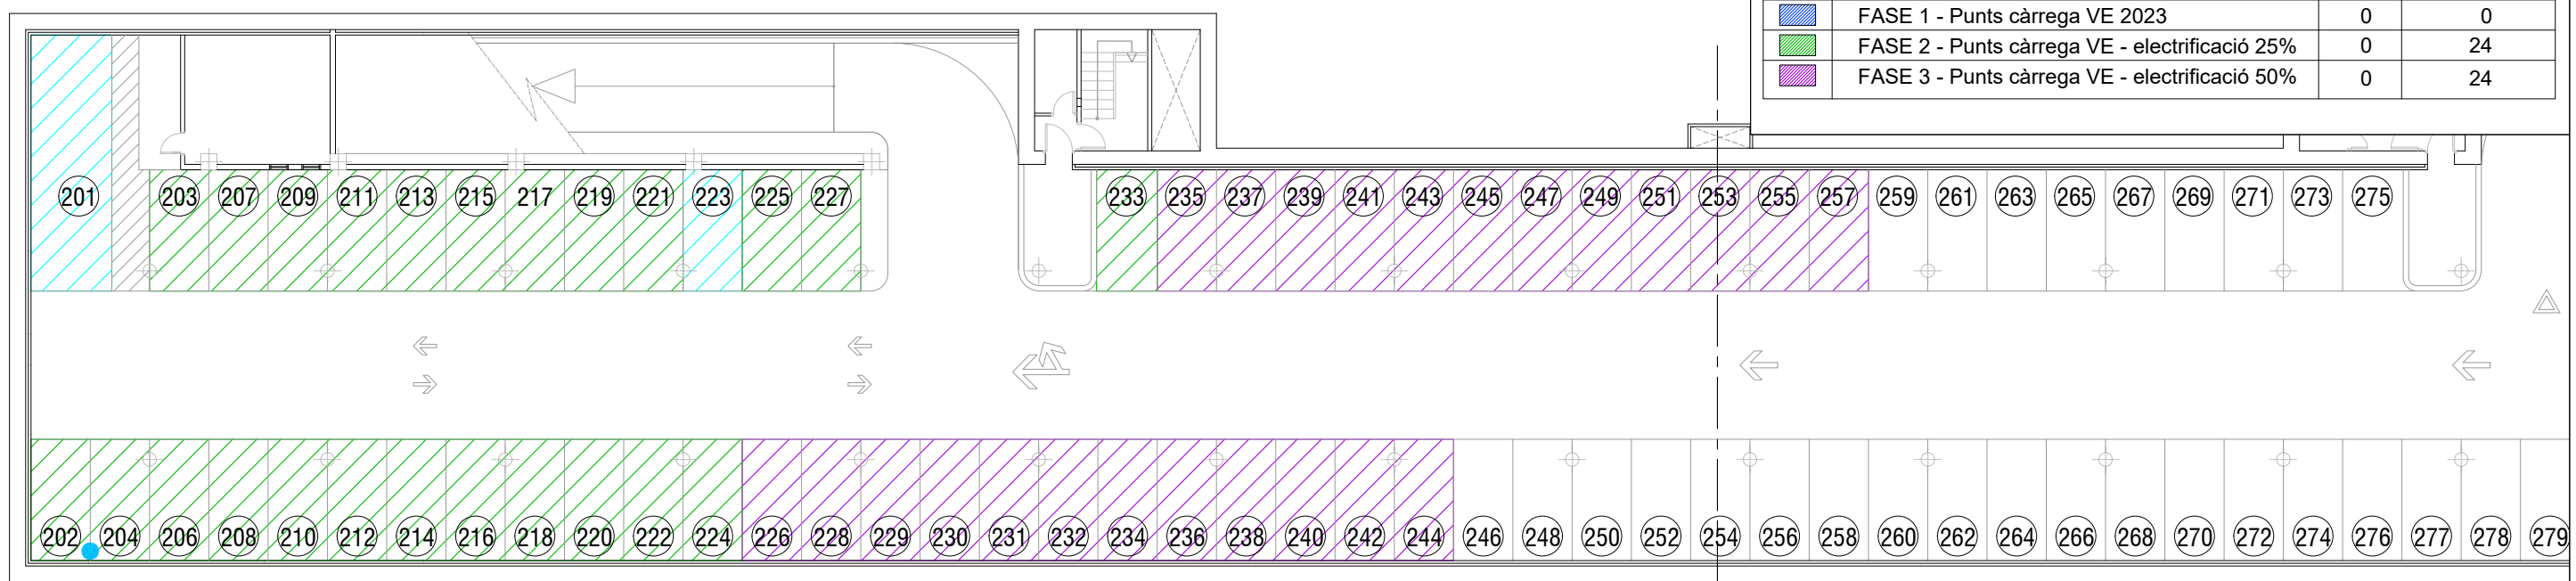 FASE 1 - Punts càrrega VE 2023 0 0
FASE 2 - Punts càrrega VE - electrificació 25% 0 24
FASE 3 - Punts càrrega VE - electrificació 50% 0 24
201 203 207 209 211 213 215 217 219 221 223 225 227 233 235 237 239 241 243 245 247 249 251 253 255 257 259 261 263 265 267 269 271 273 275
202 204 206 208 210 212 214 216 218 220 222 224 226 228 229 230 231 232 234 236 238 240 242 244 246 248 250 252 254 256 258 260 262 264 266 268 270 272 274 276 277 278 279